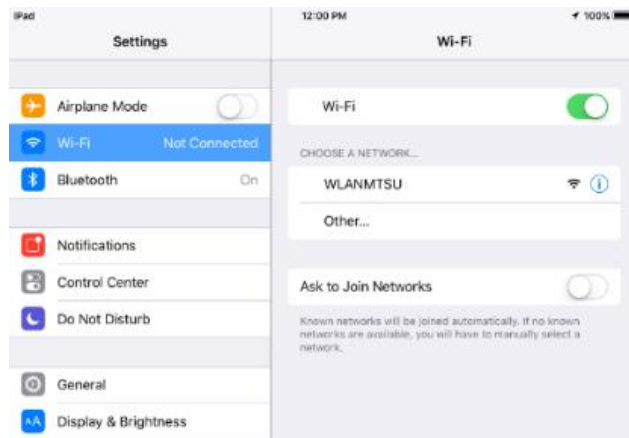 iPad
12:00 PM
100%
Settings
Wi-Fi
Airplane Mode
Wi-Fi
Not Connected
Bluetooth
On
Notifications
Control Center
Do Not Disturb
General
AA Display & Brightness
Wi-Fi
CHOOSE A NETWORK...
WLANMTSU
Other...
Ask to Join Networks
Known networks will be joined automatically. If no known
networks are available, you will have to manually select a
network.